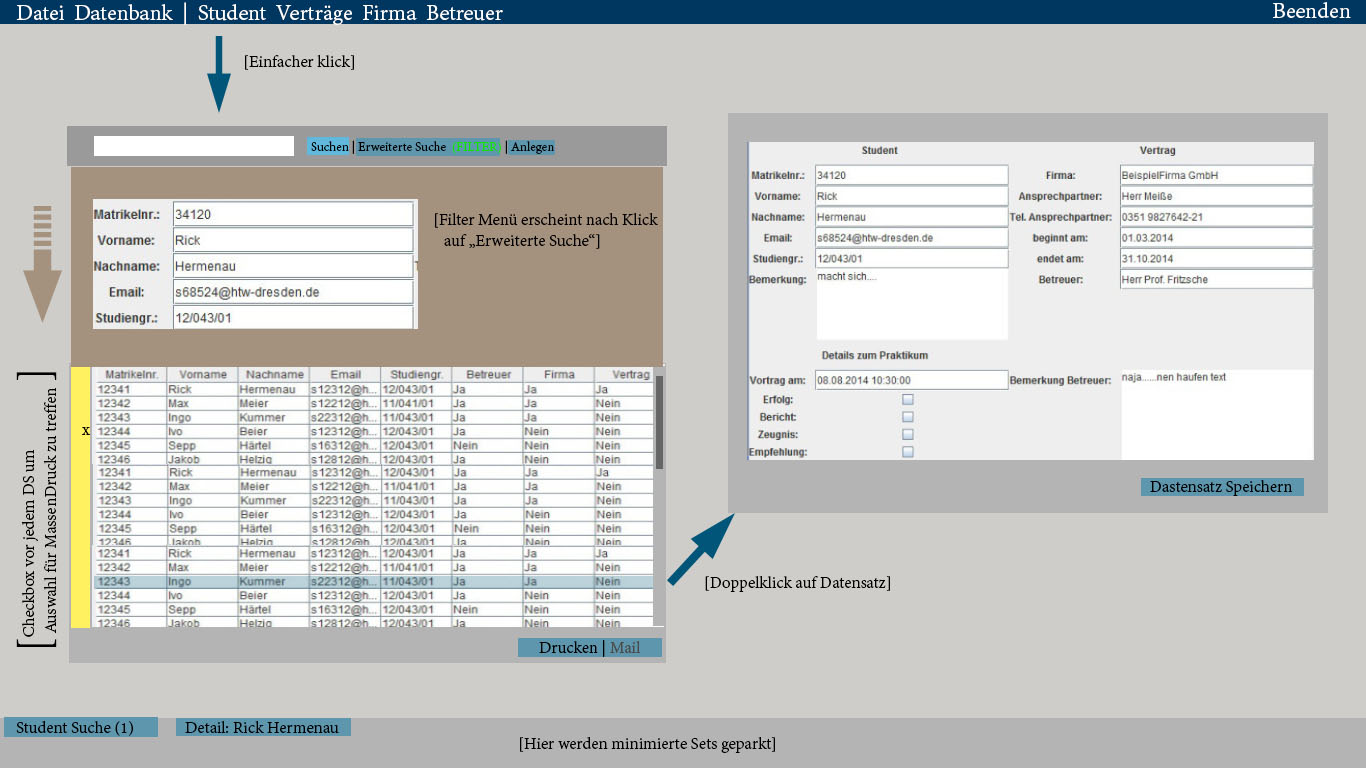 Datei Datenbank | Student Verträge Firma Betreuer
Beenden
[Einfacher klick]
Suchen | Erweiterte Suche | Anlegen
Matrikelnr.: 34120
Vorname: Rick
Nachname: Hermenau
Email: s68524@htw-dresden.de
Studiengr.: 12/043/01
[Filter Menü erscheint nach Klick
auf „Erweiterte Suche“]
[Checkbox vor jedem DS um
Auswahl für MassenDruck zu treffen ]
x
Matrikelnr. Vorname Nachname Email Studiengr. Betreuer Firma Vertrag
12341 Rick Hermenau s12312@h... 12/043/01 Ja Ja Ja
12342 Max Meier s12212@h... 11/041/01 Ja Ja Nein
12343 Ingo Kummer s22312@h... 11/043/01 Ja Ja Nein
12344 Ivo Beier s12312@h... 12/043/01 Ja Nein Nein
12345 Sepp Härtel s16312@h... 12/043/01 Nein Nein Nein
12346 Jakob Helzig s12812@h... 12/043/01 Ja Nein Nein
12341 Rick Hermenau s12312@h... 12/043/01 Ja Ja Ja
12342 Max Meier s12212@h... 11/041/01 Ja Ja Nein
12343 Ingo Kummer s22312@h... 11/043/01 Ja Ja Nein
12344 Ivo Beier s12312@h... 12/043/01 Ja Nein Nein
12345 Sepp Härtel s16312@h... 12/043/01 Nein Nein Nein
12346 Jakob Helzig s12812@h... 12/043/01 Ja Nein Nein
12341 Rick Hermenau s12312@h... 12/043/01 Ja Ja Ja
12342 Max Meier s12212@h... 11/041/01 Ja Ja Nein
12343 Ingo Kummer s22312@h... 11/043/01 Ja Ja Nein
12344 Ivo Beier s12312@h... 12/043/01 Ja Nein Nein
12345 Sepp Härtel s16312@h... 12/043/01 Nein Nein Nein
12346 Jakob Helzig s12812@h... 12/043/01 Ja Nein Nein
Drucken | Mail
Student Vertrag
Matrikelnr.: 34120 Firma: BeispielFirma GmbH
Vorname: Rick Ansprechpartner: Herr Meiße
Nachname: Hermenau Tel. Ansprechpartner: 0351 9827642-21
Email: s68524@htw-dresden.de beginnt am: 01.03.2014
Studiengr.: 12/043/01 endet am: 31.10.2014
Bemerkung: macht sich.... Betreuer: Herr Prof. Fritzsche
Details zum Praktikum
Vortrag am: 08.08.2014 10:30:00 Bemerkung Betreuer: naja......nen haufen text
Erfolg:
Bericht:
Zeugnis:
Empfehlung:
Dastensatz Speichern
[Doppelklick auf Datensatz]
Student Suche (1) Detail: Rick Hermenau
[Hier werden minimierte Sets geparkt]